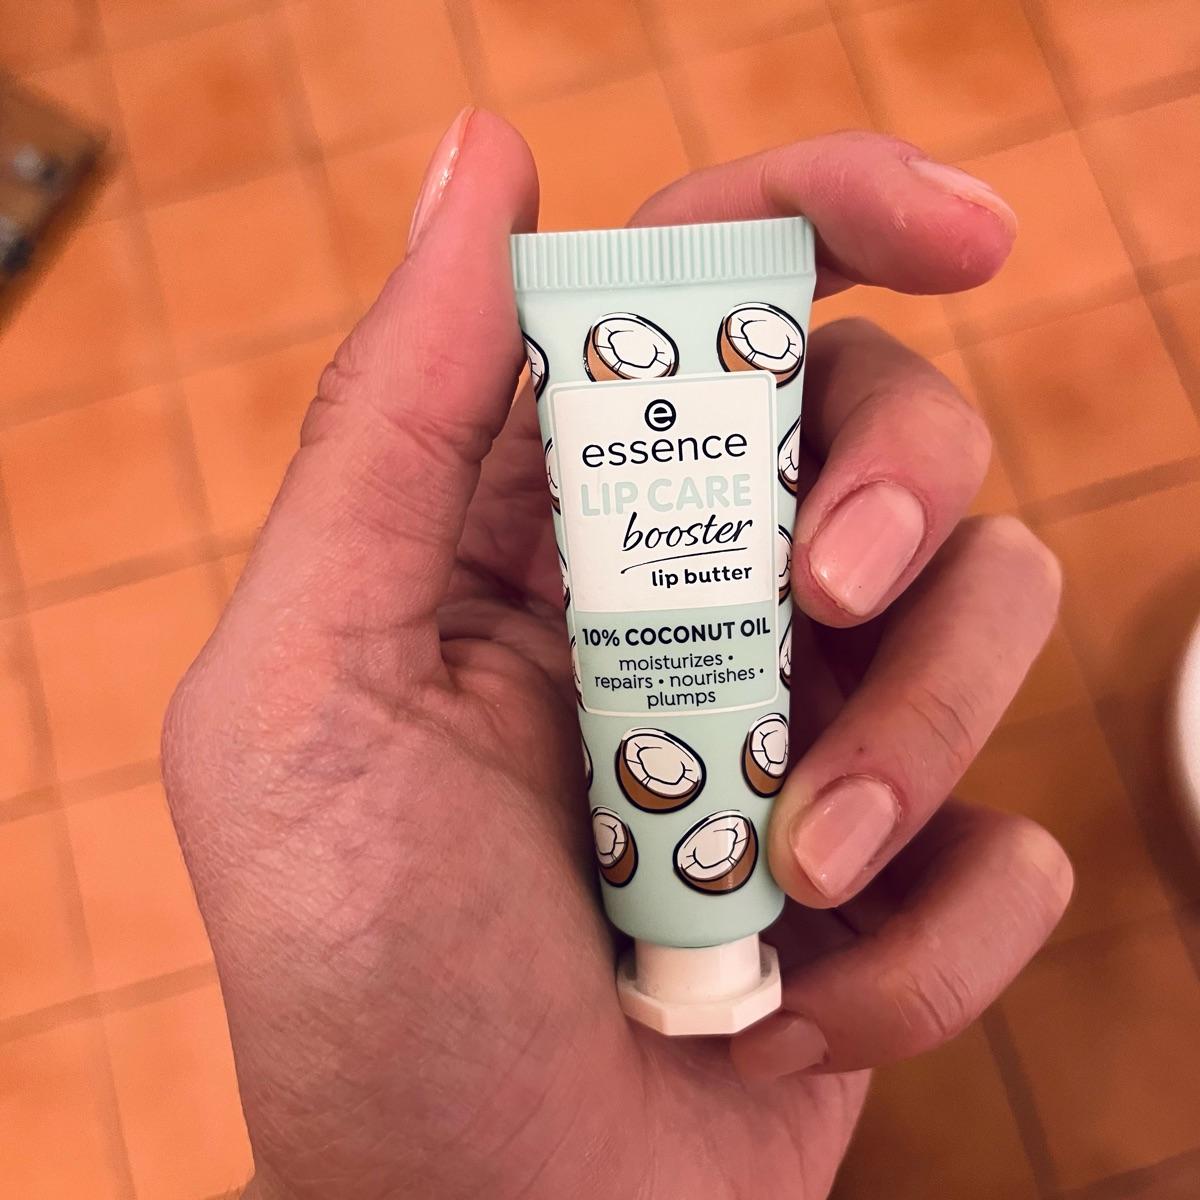 e
essence
LIP CARE
booster
lip butter
10% COCONUT OIL
moisturizes •
repairs • nourishes •
plumps